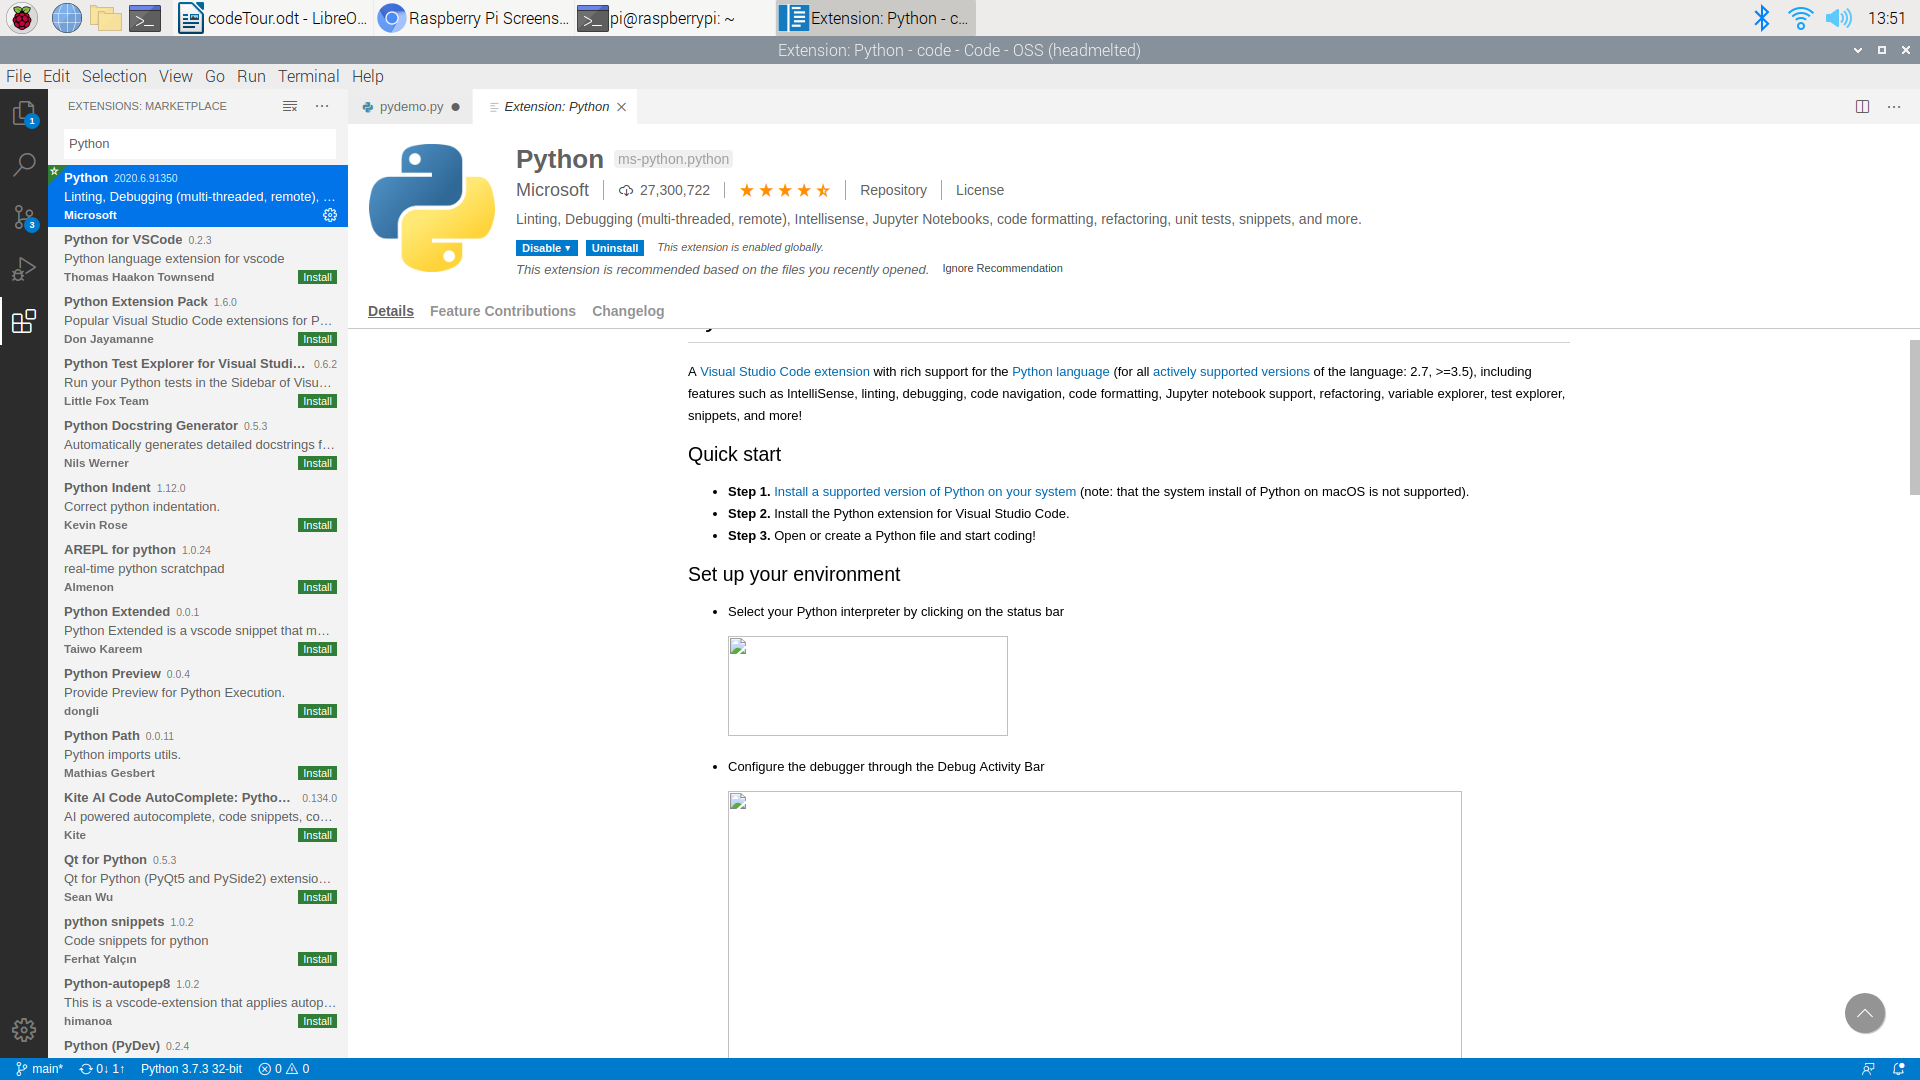 codeTour.odt - LibreO...
Raspberry Pi Screens...
pi@raspberrypi: ~
Extension: Python - c...
13:51
Extension: Python - code - Code - OSS (headmelted)
File Edit Selection View Go Run Terminal Help
EXTENSIONS: MARKETPLACE
Python
Python 2020.6.91350
Linting, Debugging (multi-threaded, remote), ...
Microsoft
Python for VSCode 0.2.3
Python language extension for vscode
Thomas Haakon Townsend Install
Python Extension Pack 1.6.0
Popular Visual Studio Code extensions for P...
Don Jayamanne Install
Python Test Explorer for Visual Studi... 0.6.2
Run your Python tests in the Sidebar of Visu...
Little Fox Team Install
Python Docstring Generator 0.5.3
Automatically generates detailed docstrings f...
Nils Werner Install
Python Indent 1.12.0
Correct python indentation.
Kevin Rose Install
AREPL for python 1.0.24
real-time python scratchpad
Almenon Install
Python Extended 0.0.1
Python Extended is a vscode snippet that m...
Taiwo Kareem Install
Python Preview 0.0.4
Provide Preview for Python Execution.
dongli Install
Python Path 0.0.11
Python imports utils.
Mathias Gesbert Install
Kite AI Code AutoComplete: Pytho... 0.134.0
AI powered autocomplete, code snippets, co...
Kite Install
Qt for Python 0.5.3
Qt for Python (PyQt5 and PySide2) extensio...
Sean Wu Install
python snippets 1.0.2
Code snippets for python
Ferhat Yalçın Install
Python-autopep8 1.0.2
This is a vscode-extension that applies autop...
himanoa Install
Python (PyDev) 0.2.4
1
3
pydemo.py
Extension: Python
Python ms-python.python
Microsoft 27,300,722 Repository License
Linting, Debugging (multi-threaded, remote), Intellisense, Jupyter Notebooks, code formatting, refactoring, unit tests, snippets, and more.
Disable Uninstall This extension is enabled globally.
This extension is recommended based on the files you recently opened. Ignore Recommendation
Details Feature Contributions Changelog
A Visual Studio Code extension with rich support for the Python language (for all actively supported versions of the language: 2.7, >=3.5), including
features such as IntelliSense, linting, debugging, code navigation, code formatting, Jupyter notebook support, refactoring, variable explorer, test explorer,
snippets, and more!
Quick start
• Step 1. Install a supported version of Python on your system (note: that the system install of Python on macOS is not supported).
• Step 2. Install the Python extension for Visual Studio Code.
• Step 3. Open or create a Python file and start coding!
Set up your environment
• Select your Python interpreter by clicking on the status bar
• Configure the debugger through the Debug Activity Bar
main* 0↓ 1↑ Python 3.7.3 32-bit 0 0